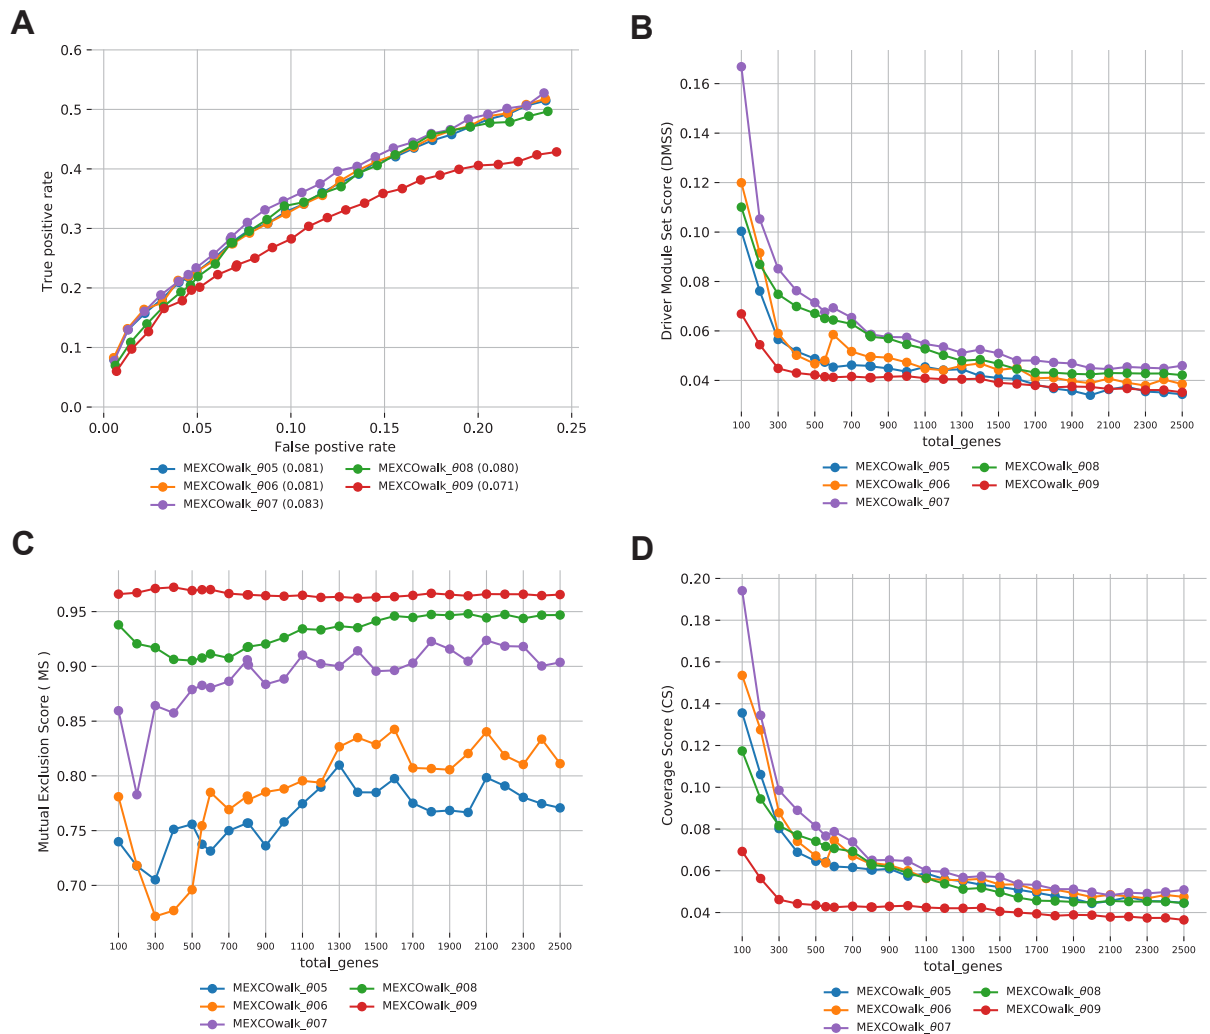 A
0.6
0.5
0.4
0.3
0.2
0.1
0.0
True positive rate
0.00 0.05 0.10 0.15 0.20 0.25
False postive rate
MEXCOwalk_θ05 (0.081)
MEXCOwalk_θ06 (0.081)
MEXCOwalk_θ07 (0.083)
MEXCOwalk_θ08 (0.080)
MEXCOwalk_θ09 (0.071)
B
0.16
0.14
0.12
0.10
0.08
0.06
0.04
Driver Module Set Score (DMSS)
100 300 500 700 900 1100 1300 1500 1700 1900 2100 2300 2500
total_genes
MEXCOwalk_θ05
MEXCOwalk_θ06
MEXCOwalk_θ07
MEXCOwalk_θ08
MEXCOwalk_θ09
C
0.95
0.90
0.85
0.80
0.75
0.70
Mutual Exclusion Score ( MS )
100 300 500 700 900 1100 1300 1500 1700 1900 2100 2300 2500
total_genes
MEXCOwalk_θ05
MEXCOwalk_θ06
MEXCOwalk_θ07
MEXCOwalk_θ08
MEXCOwalk_θ09
D
0.20
0.18
0.16
0.14
0.12
0.10
0.08
0.06
0.04
Coverage Score (CS)
100 300 500 700 900 1100 1300 1500 1700 1900 2100 2300 2500
total_genes
MEXCOwalk_θ05
MEXCOwalk_θ06
MEXCOwalk_θ07
MEXCOwalk_θ08
MEXCOwalk_θ09